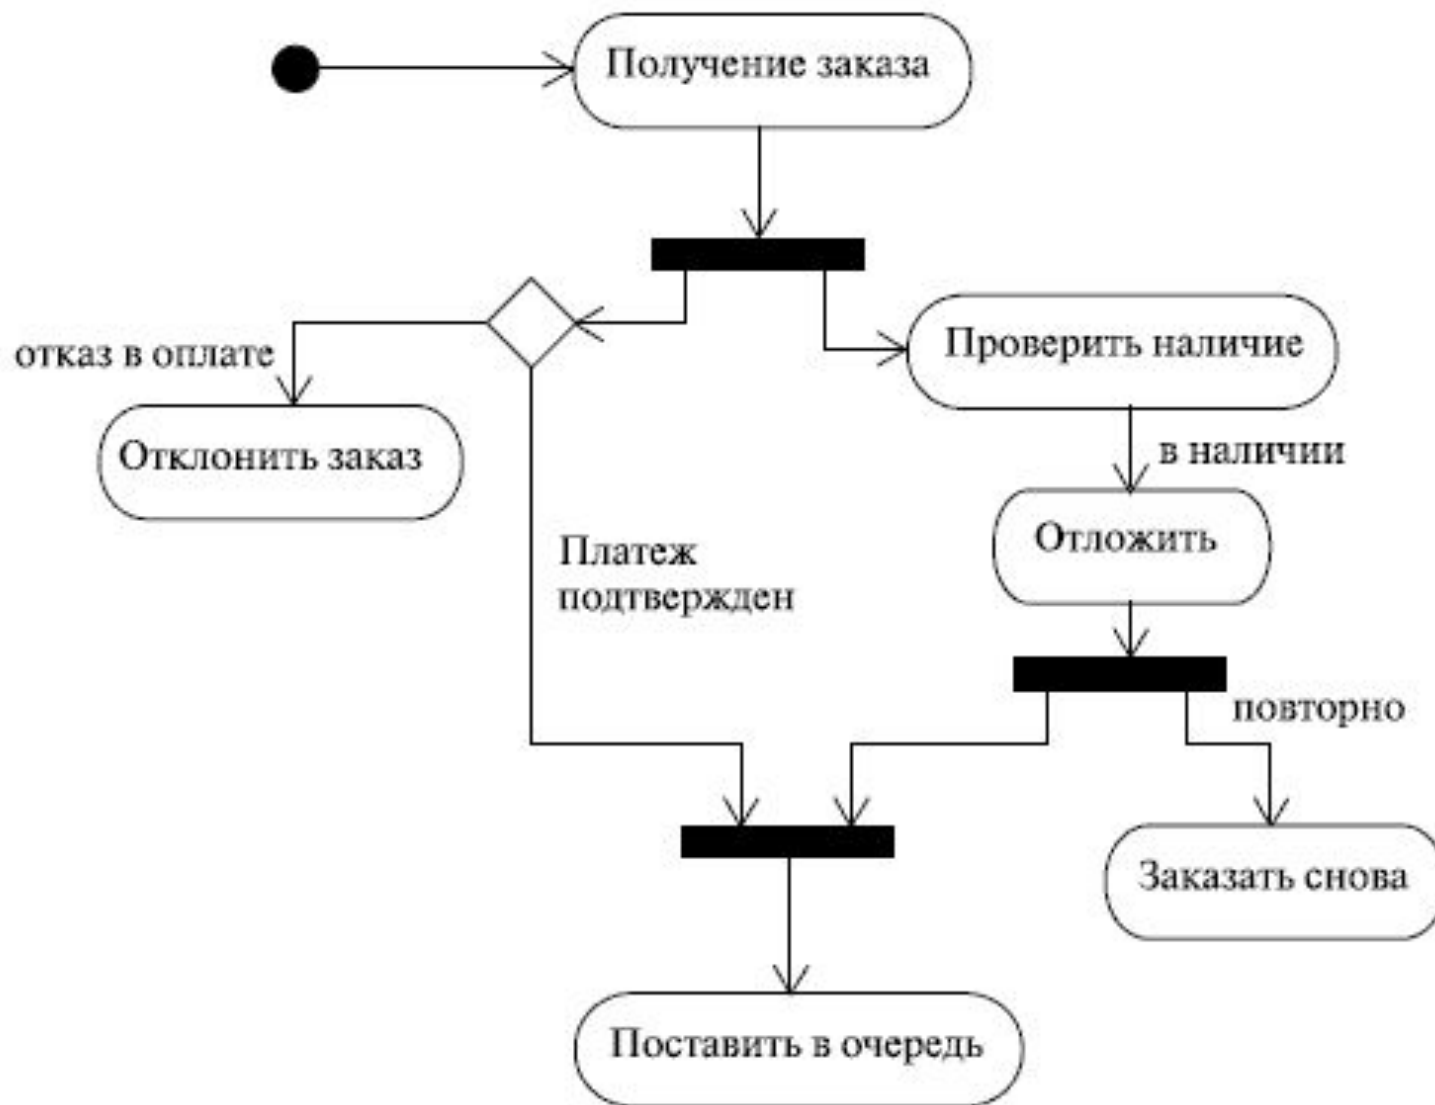 Получение заказа
Проверить наличие
отказ в оплате
Отклонить заказ
в наличии
Отложить
Платеж
подтвержден
повторно
Заказать снова
Поставить в очередь